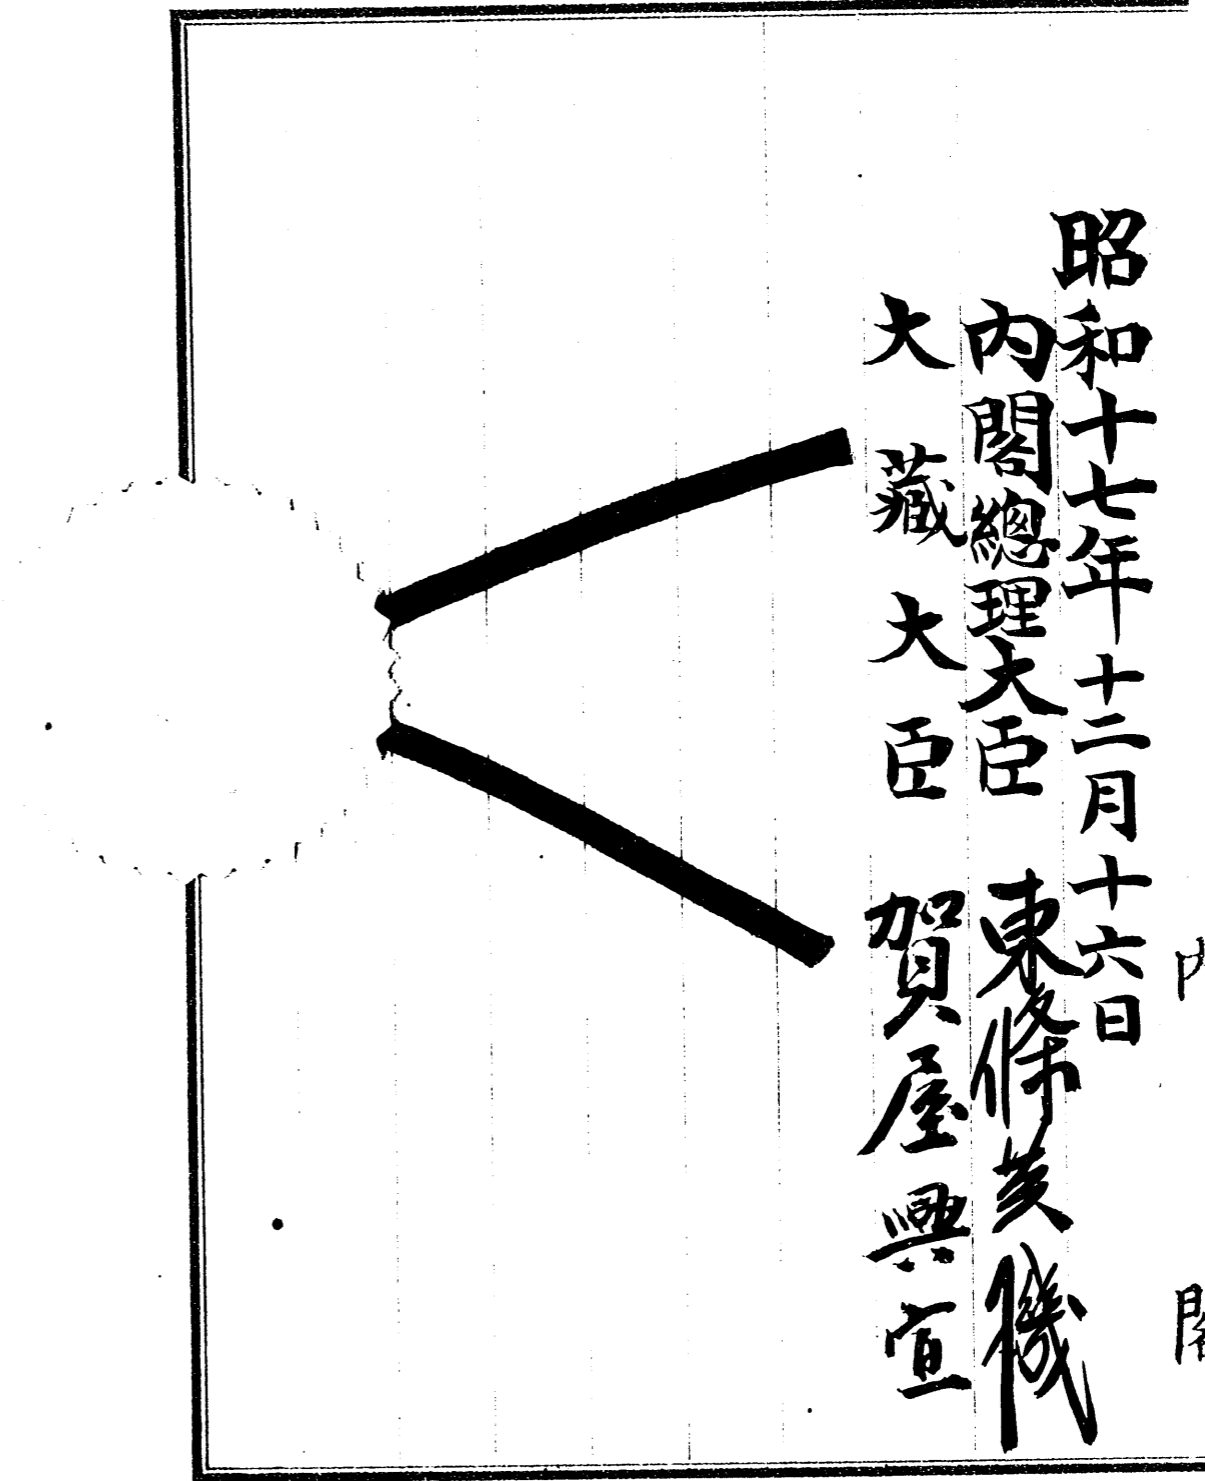 昭和十七年十二月十六日
內閣總理大臣 東條英機
大藏大臣 賀屋興宣